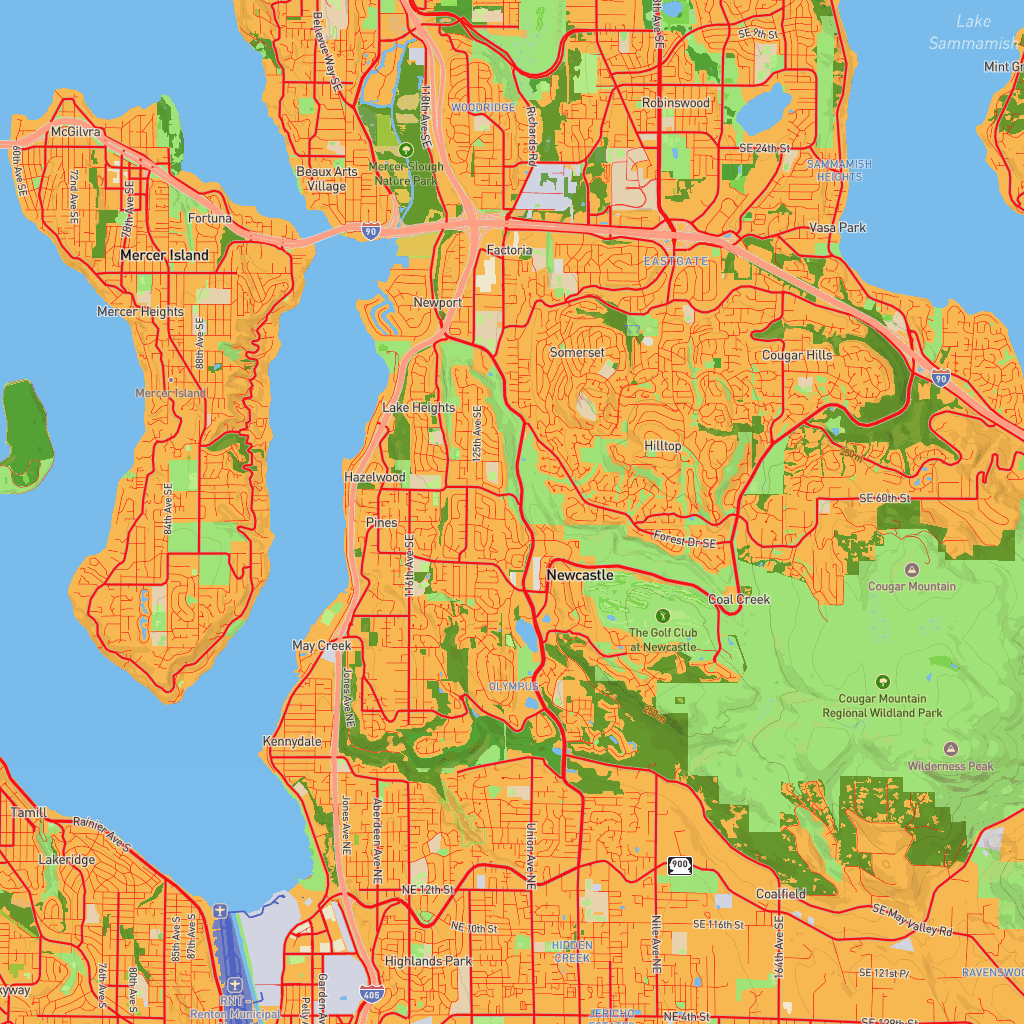 Lake
Sammamish
Bellevue Way SE
118th Ave SE
SE 9th St
Mint Gr
WOODRIDGE
Robinswood
McGilvra
Richards Rd
60th Ave SE
72nd Ave SE
78th Ave SE
Beaux Arts
Village
Mercer Slough
Nature Park
SE 24th St
SAMMAMISH
HEIGHTS
Fortuna
90
Vasa Park
Mercer Island
Factoria
EASTGATE
Mercer Heights
Newport
88th Ave SE
Somerset
Cougar Hills
Mercer Island
90
Lake Heights
125th Ave SE
Hilltop
250m
Hazelwood
84th Ave SE
SE 60th St
Pines
116th Ave SE
Forest Dr SE
Newcastle
Cougar Mountain
Coal Creek
The Golf Club
at Newcastle
May Creek
Jones Ave NE
OLYMPUS
250m
Cougar Mountain
Regional Wildland Park
Kennydale
Wilderness Peak
Tamill
Rainier Ave S
Jones Ave NE
Aberdeen Ave NE
Union Ave NE
Lakeridge
900
NE 12th St
Coalfield
85th Ave S
87th Ave S
NE 10th St
SE 116th St
SE May Valley Rd
Nile Ave NE
164th Ave SE
HIDDEN
CREEK
Highlands Park
SE 121st Pl
RAVENSWOO
76th Ave S
80th Ave S
kyway
RNT -
Renton Municipal
Garden Av
Pelly
405
JERICHO
NE 4th St
SE 128th St